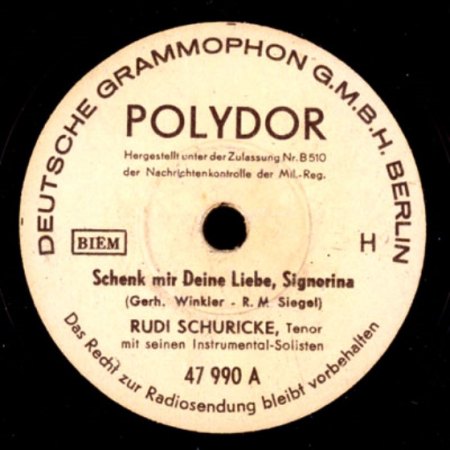 DEUTSCHE GRAMMOPHON G.M.B.H. BERLIN
POLYDOR
Hergestellt unter der Zulassung Nr. B 510
der Nachrichtenkontrolle der Mil.-Reg.
BIEM
H
Schenk mir Deine Liebe, Signorina
(Gerh. Winkler - R. M. Siegel)
RUDI SCHURICKE, Tenor
mit seinen Instrumental-Solisten
47 990 A
Das Recht zur Radiosendung bleibt vorbehalten